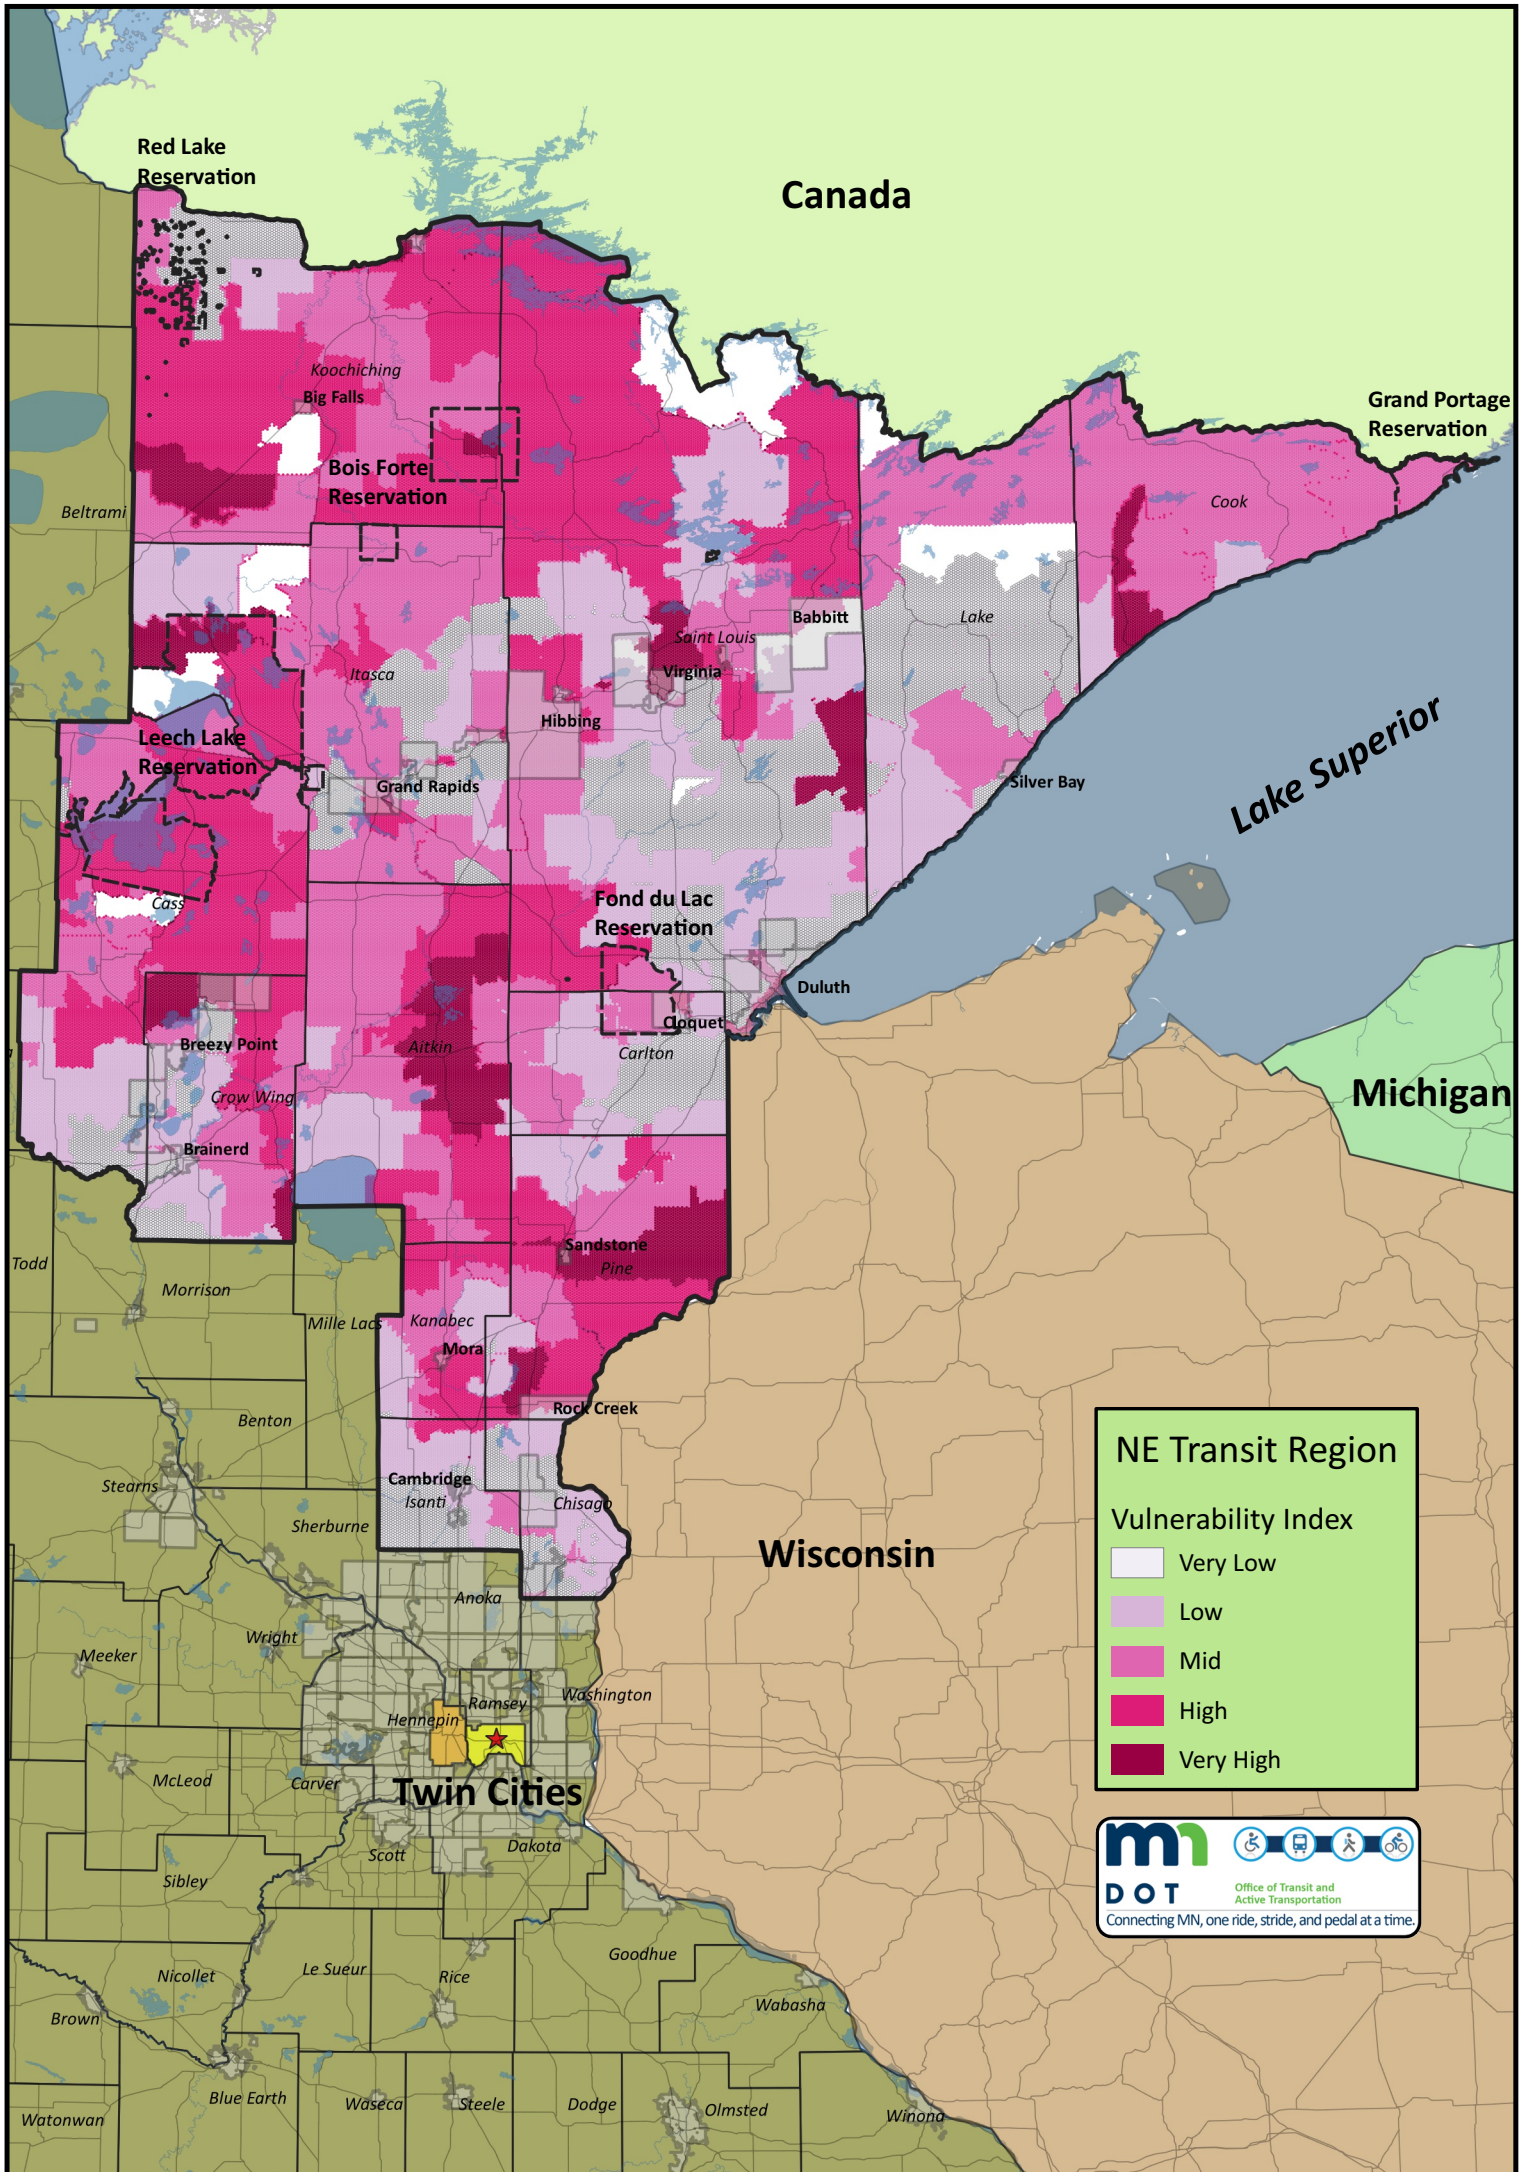 Red Lake
Reservation
Canada
Koochiching
Big Falls
Grand Portage
Reservation
Bois Forte
Reservation
Beltrami
Cook
Babbitt
Lake
Saint Louis
Virginia
Itasca
Hibbing
Leech Lake
Reservation
Grand Rapids
Silver Bay
Lake Superior
Cass
Fond du Lac
Reservation
Duluth
Cloquet
Breezy Point
Aitkin
Carlton
Michigan
Crow Wing
Brainerd
Sandstone
Pine
Todd
Morrison
Mille Lacs
Kanabec
Mora
Rock Creek
Benton
Cambridge
Isanti
Stearns
Chisago
Sherburne
NE Transit Region
Vulnerability Index
Very Low
Low
Mid
High
Very High
Wisconsin
Anoka
Wright
Meeker
Ramsey
Washington
Hennepin
McLeod
Carver
Twin Cities
Scott
Dakota
Sibley
mn
DOT
Office of Transit and
Active Transportation
Connecting MN, one ride, stride, and pedal at a time.
Goodhue
Nicollet
Le Sueur
Rice
Wabasha
Brown
Blue Earth
Waseca
Steele
Dodge
Olmsted
Winona
Watonwan